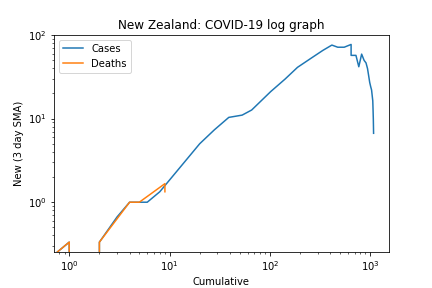 New Zealand: COVID-19 log graph
Cases
Deaths
New (3 day SMA)
10²
10¹
10⁰
10⁰ 10¹ 10² 10³
Cumulative